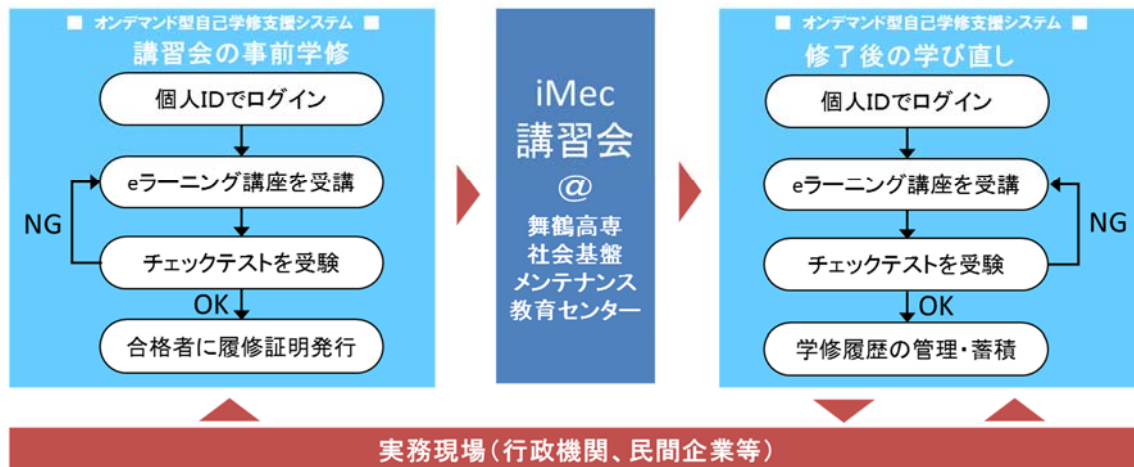 ■ オンデマンド型自己学修支援システム ■
講習会の事前学修
個人IDでログイン
eラーニング講座を受講
NG
チェックテストを受験
OK
合格者に履修証明発行
iMec
講習会
@
舞鶴高専
社会基盤
メンテナンス
教育センター
■ オンデマンド型自己学修支援システム ■
修了後の学び直し
個人IDでログイン
eラーニング講座を受講
NG
チェックテストを受験
OK
学修履歴の管理・蓄積
実務現場(行政機関、民間企業等)